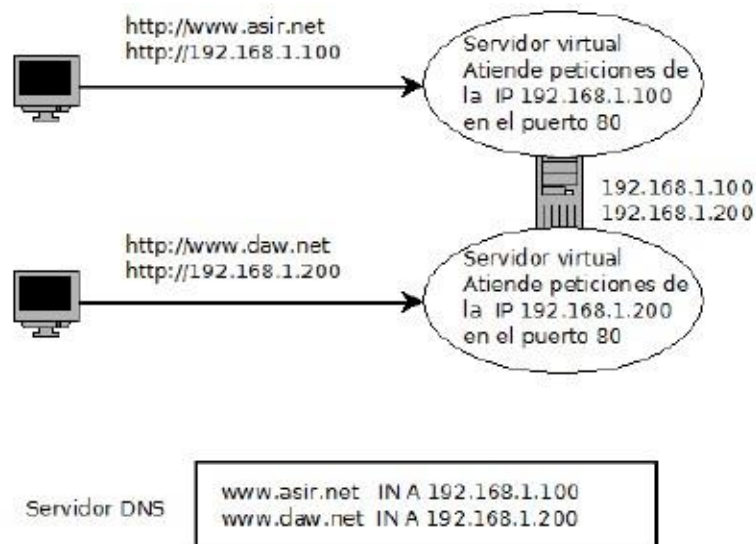 http://www.asir.net
http://192.168.1.100
Servidor virtual
Atiende peticiones de
la IP 192.168.1.100
en el puerto 80
192.168.1.100
192.168.1.200
http://www.daw.net
http://192.168.1.200
Servidor virtual
Atiende peticiones de
la IP 192.168.1.200
en el puerto 80
Servidor DNS
www.asir.net IN A 192.168.1.100
www.daw.net IN A 192.168.1.200